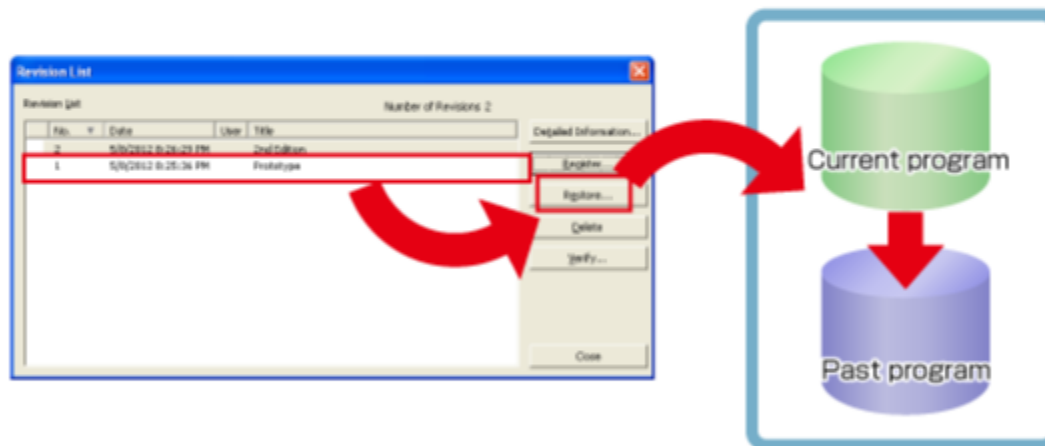 Revision List
Revision List
Number of Revisions 2
No. Date User Title
2 5/8/2012 8:26:29 PM 2nd Edition
1 5/8/2012 8:25:36 PM Prototype
Detailed Information...
Register
Restore...
Delete
Verify...
Close
Current program
Past program